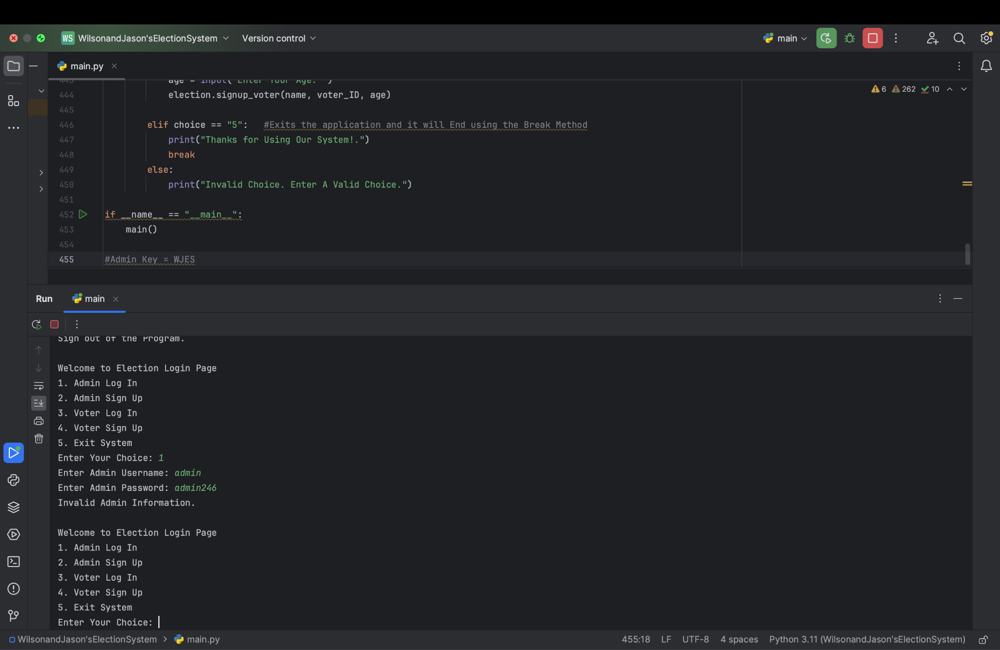 WS WilsonandJason'sElectionSystem Version control main
main.py
443 age = input("Enter Your Age: ")
444 election.signup_voter(name, voter_ID, age) 6 262 10
445
446 elif choice == "5": #Exits the application and it will End using the Break Method
447 print("Thanks for Using Our System!.")
448 break
449 else:
450 print("Invalid Choice. Enter A Valid Choice.")
451
452 if __name__ == "__main__":
453 main()
454
455 #Admin Key = WJES
Run main
Sign out of the Program.
Welcome to Election Login Page
1. Admin Log In
2. Admin Sign Up
3. Voter Log In
4. Voter Sign Up
5. Exit System
Enter Your Choice: 1
Enter Admin Username: admin
Enter Admin Password: admin246
Invalid Admin Information.
Welcome to Election Login Page
1. Admin Log In
2. Admin Sign Up
3. Voter Log In
4. Voter Sign Up
5. Exit System
Enter Your Choice:
WilsonandJason'sElectionSystem > main.py 455:18 LF UTF-8 4 spaces Python 3.11 (WilsonandJason'sElectionSystem)